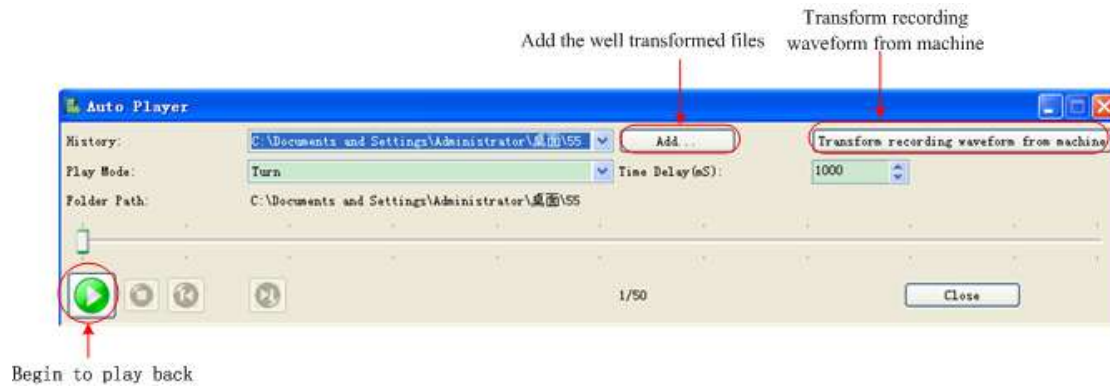 Transform recording
Add the well transformed files
waveform from machine
Auto Player
History:
C:\Documents and Settings\Administrator\桌面\55
Add...
Transform recording waveform from machine
Play Mode:
Turn
Time Delay(mS):
1000
Folder Path:
C:\Documents and Settings\Administrator\桌面\55
1/50
Close
Begin to play back